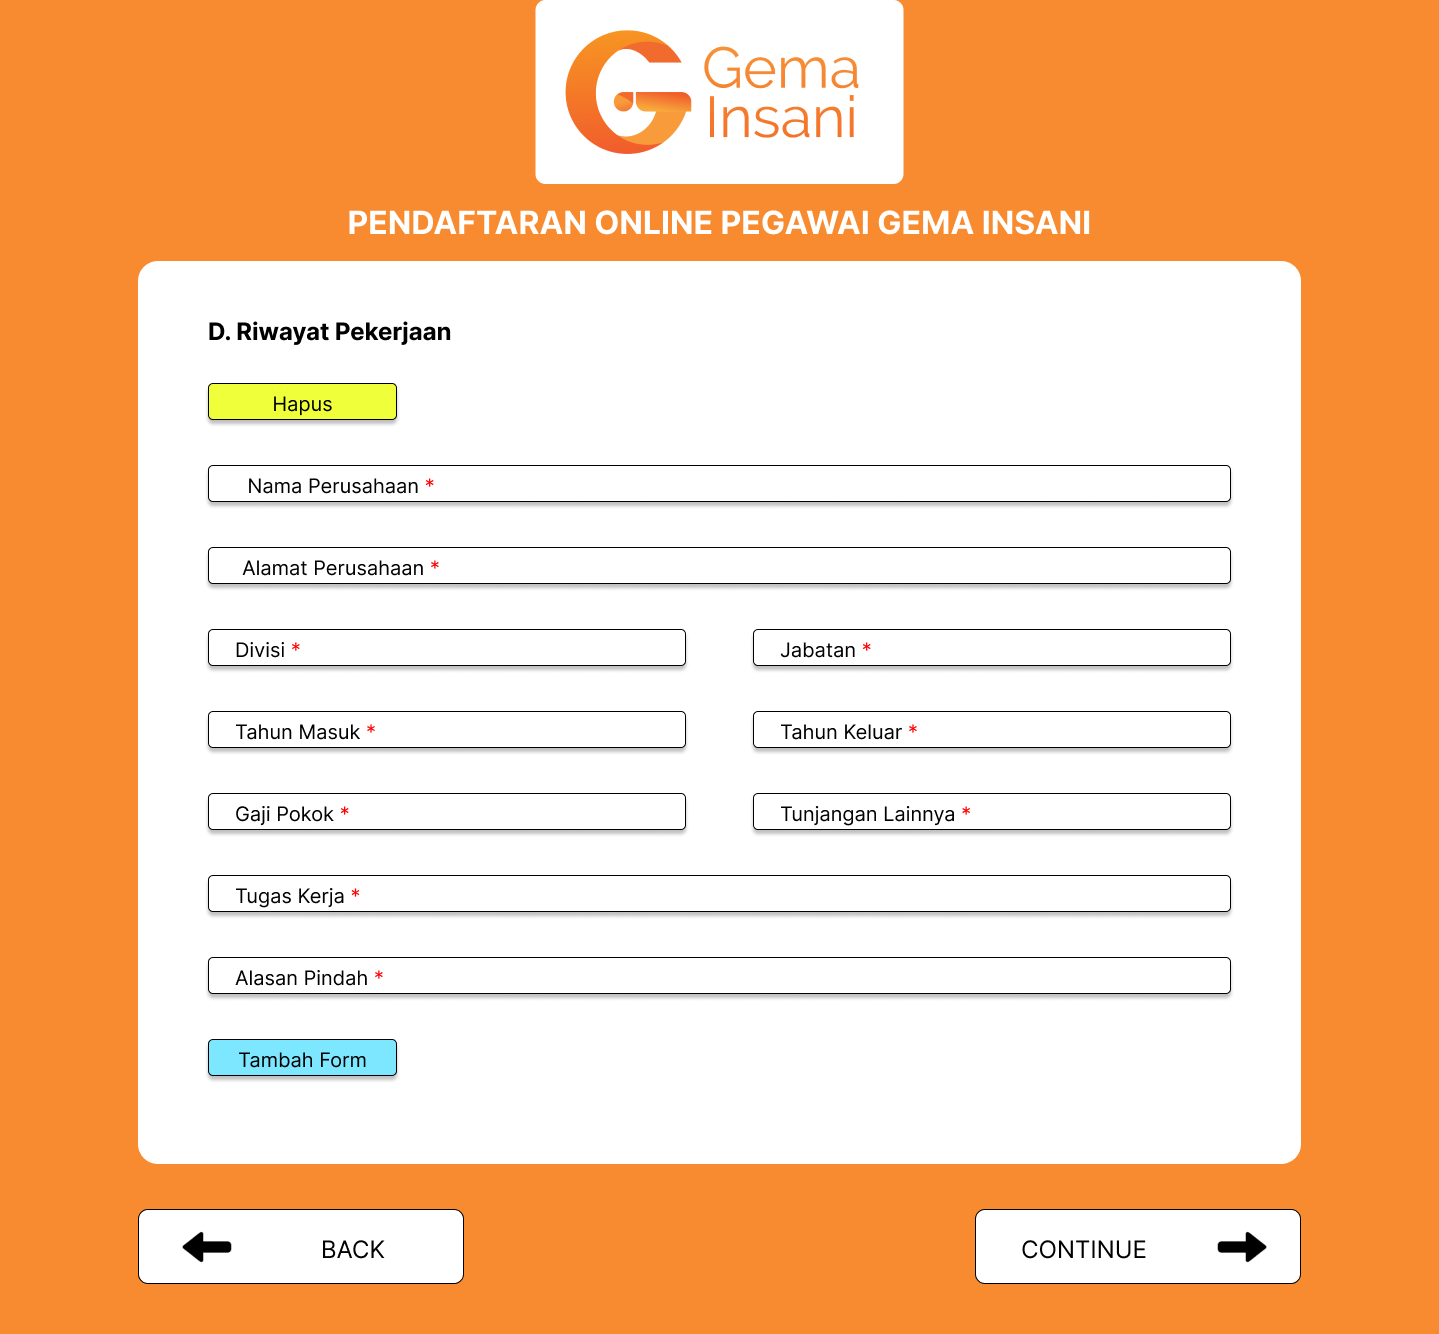 Gema
Insani
PENDAFTARAN ONLINE PEGAWAI GEMA INSANI
D. Riwayat Pekerjaan
Hapus
Nama Perusahaan *
Alamat Perusahaan *
Divisi *
Jabatan *
Tahun Masuk *
Tahun Keluar *
Gaji Pokok *
Tunjangan Lainnya *
Tugas Kerja *
Alasan Pindah *
Tambah Form
BACK
CONTINUE